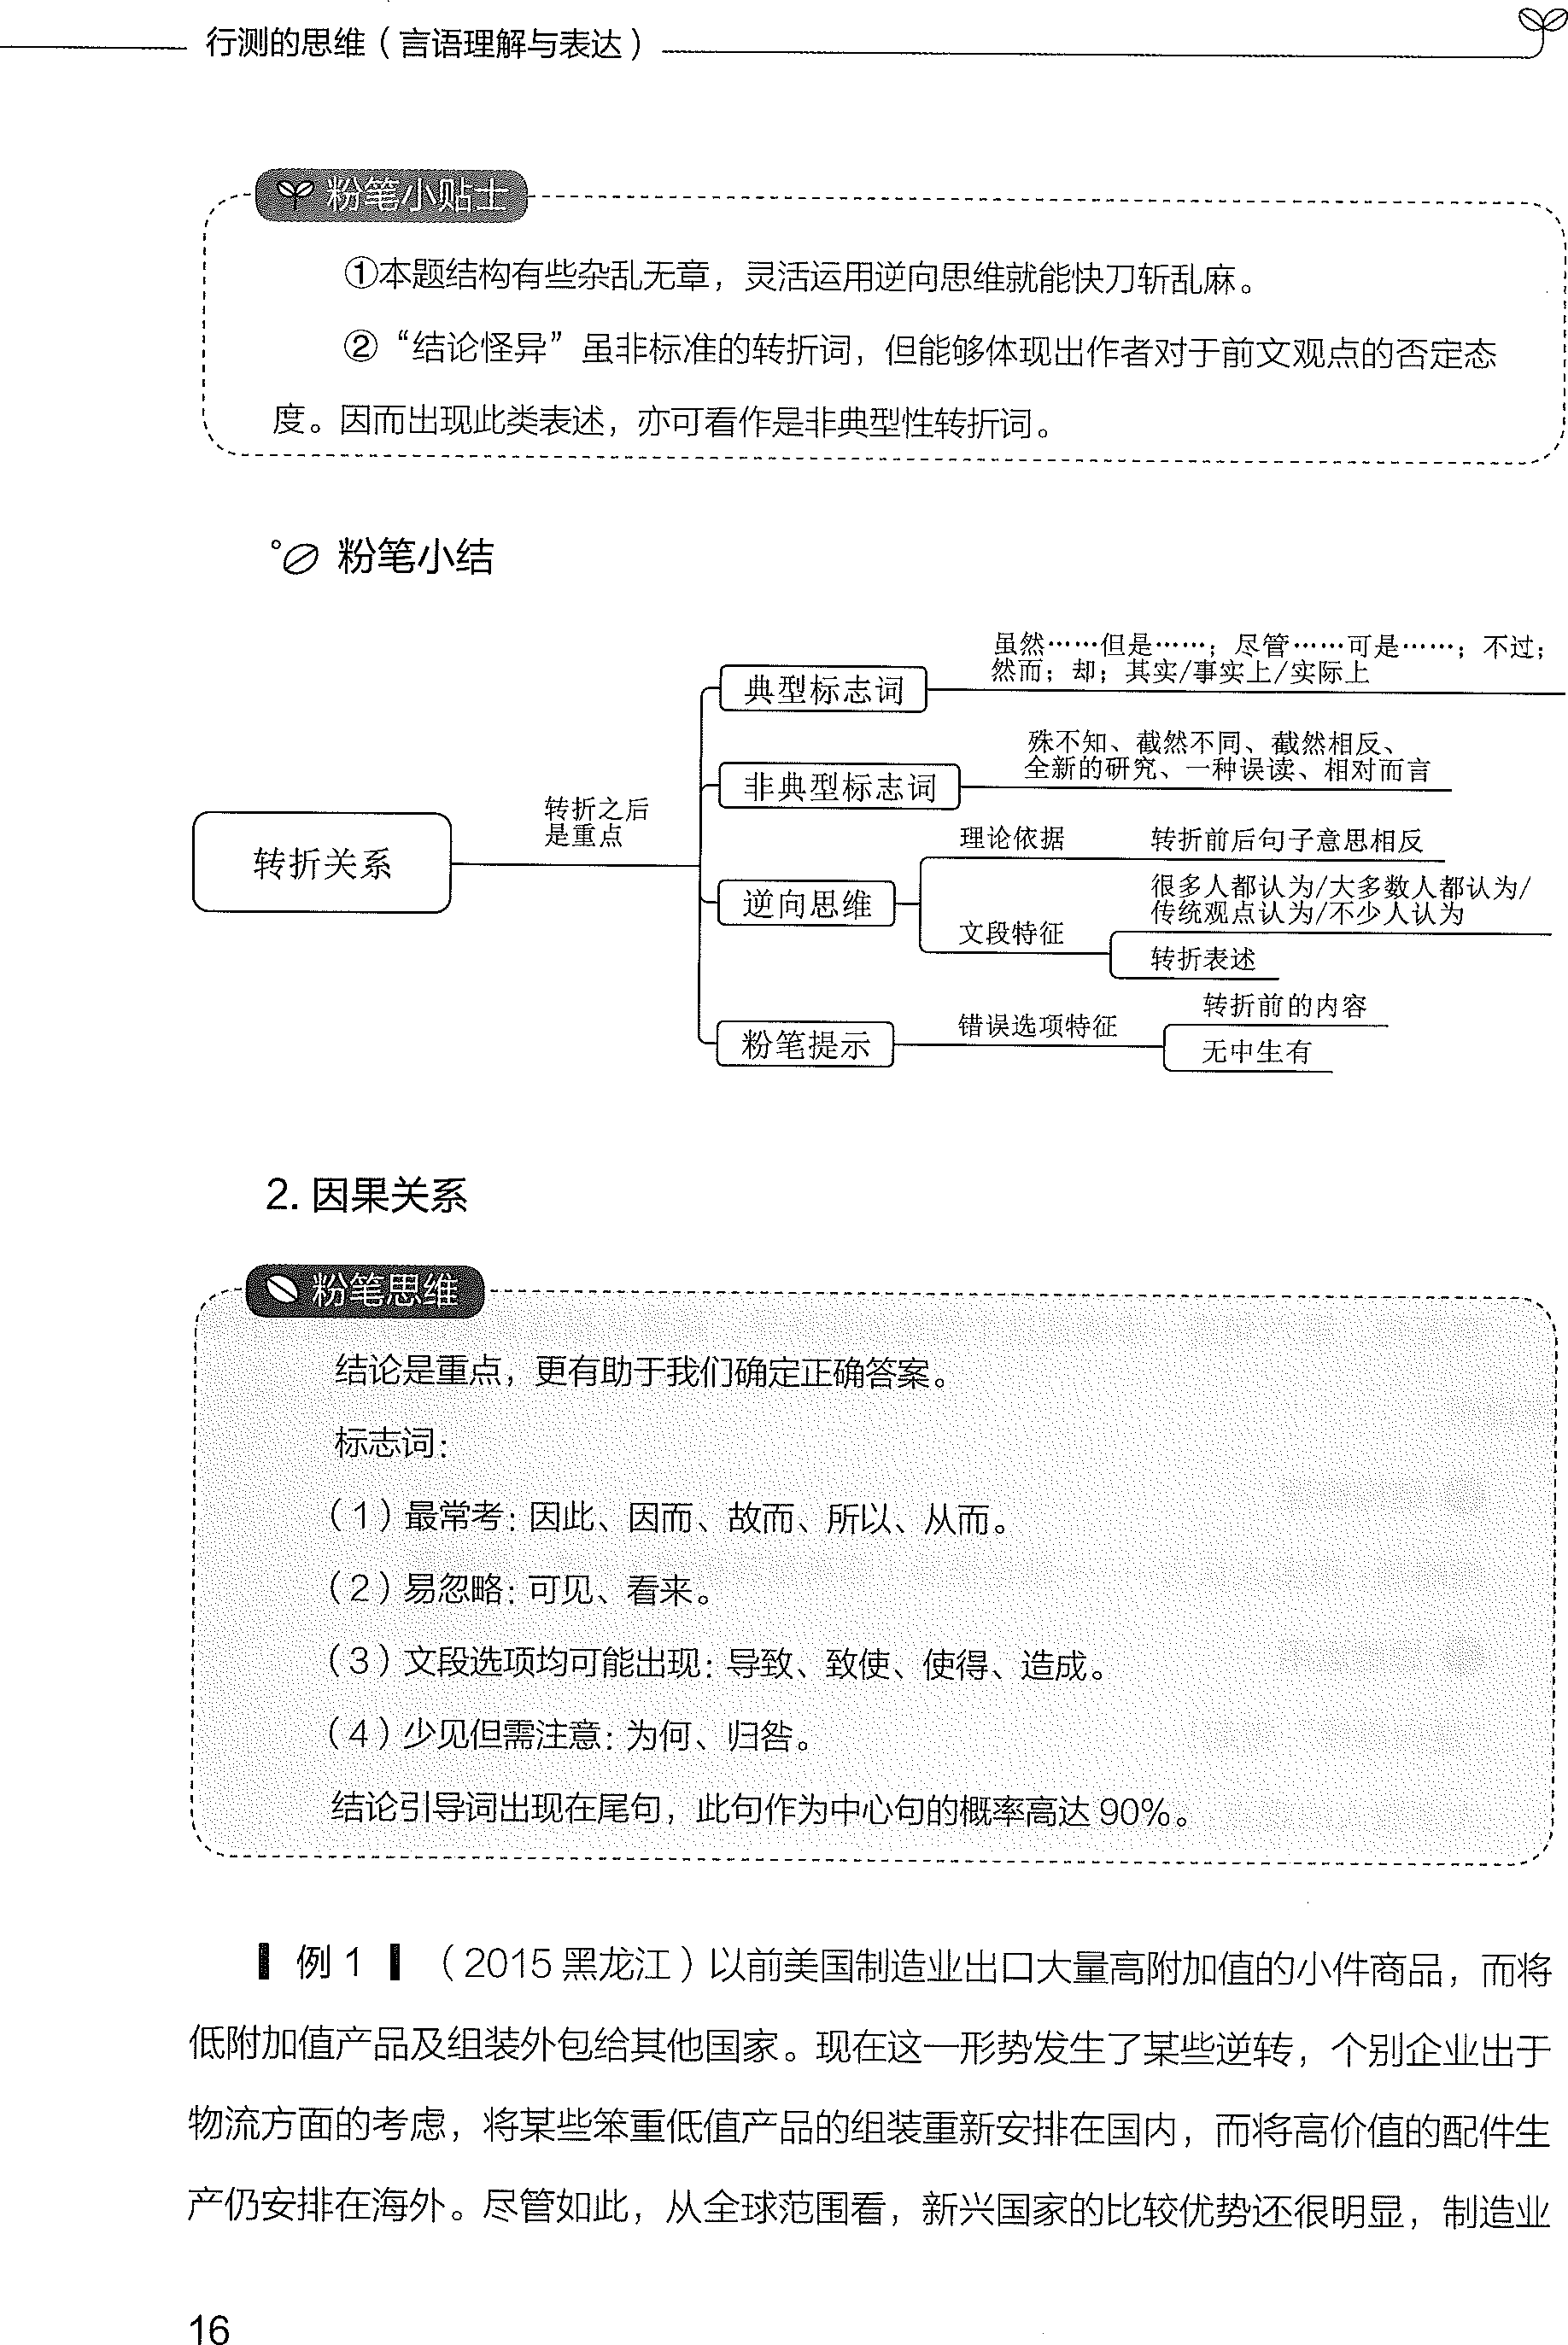 行测的思维（言语理解与表达）
粉笔小贴士
①本题结构有些杂乱无章，灵活运用逆向思维就能快刀斩乱麻。
②“结论怪异”虽非标准的转折词，但能够体现出作者对于前文观点的否定态
度。因而出现此类表述，亦可看作是非典型性转折词。
粉笔小结
转折关系
转折之后
是重点
典型标志词
虽然……但是……；尽管……可是……；不过；
然而；却；其实/事实上/实际上
非典型标志词
殊不知、截然不同、截然相反、
全新的研究、一种误读、相对而言
逆向思维
理论依据
转折前后句子意思相反
文段特征
很多人都认为/大多数人都认为/
传统观点认为/不少人认为
转折表述
粉笔提示
错误选项特征
转折前的内容
无中生有
2. 因果关系
粉笔思维
结论是重点，更有助于我们确定正确答案。
标志词：
（1）最常考：因此、因而、故而、所以、从而。
（2）易忽略：可见、看来。
（3）文段选项均可能出现：导致、致使、使得、造成。
（4）少见但需注意：为何、归咎。
结论引导词出现在尾句，此句作为中心句的概率高达 90%。
例 1 （2015 黑龙江）以前美国制造业出口大量高附加值的小件商品，而将
低附加值产品及组装外包给其他国家。现在这一形势发生了某些逆转，个别企业出于
物流方面的考虑，将某些笨重低值产品的组装重新安排在国内，而将高价值的配件生
产仍安排在海外。尽管如此，从全球范围看，新兴国家的比较优势还很明显，制造业
16